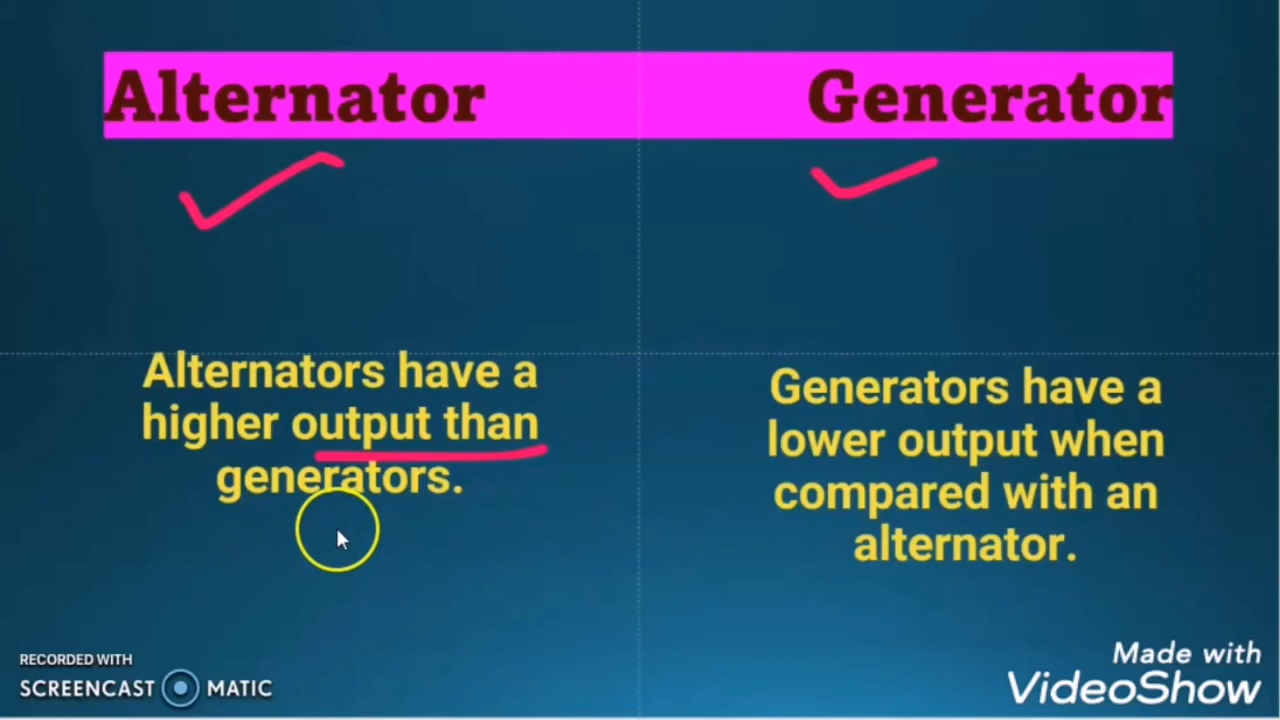 Alternator
Generator
Alternators have a
higher output than
generators.
Generators have a
lower output when
compared with an
alternator.
RECORDED WITH
SCREENCAST MATIC
Made with
VideoShow